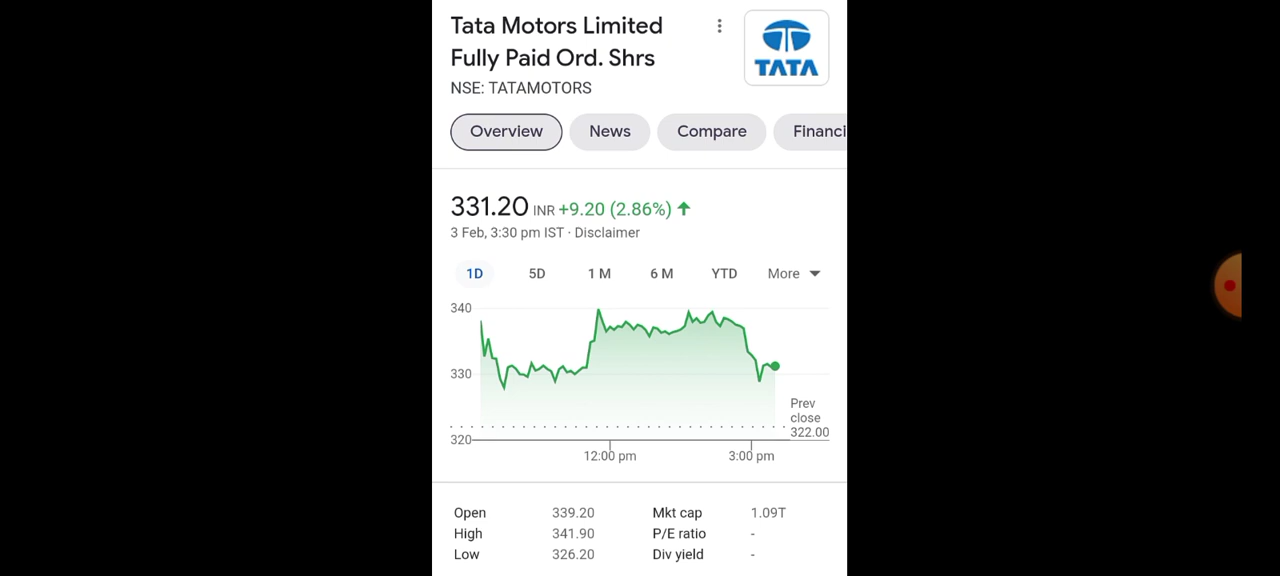 Tata Motors Limited
Fully Paid Ord. Shrs
TATA
NSE: TATAMOTORS
Overview News Compare Financi
331.20 INR +9.20 (2.86%)
3 Feb, 3:30 pm IST · Disclaimer
1D 5D 1 M 6 M YTD More
340
330
Prev
close
322.00
320
12:00 pm 3:00 pm
Open 339.20 Mkt cap 1.09T
High 341.90 P/E ratio -
Low 326.20 Div yield -